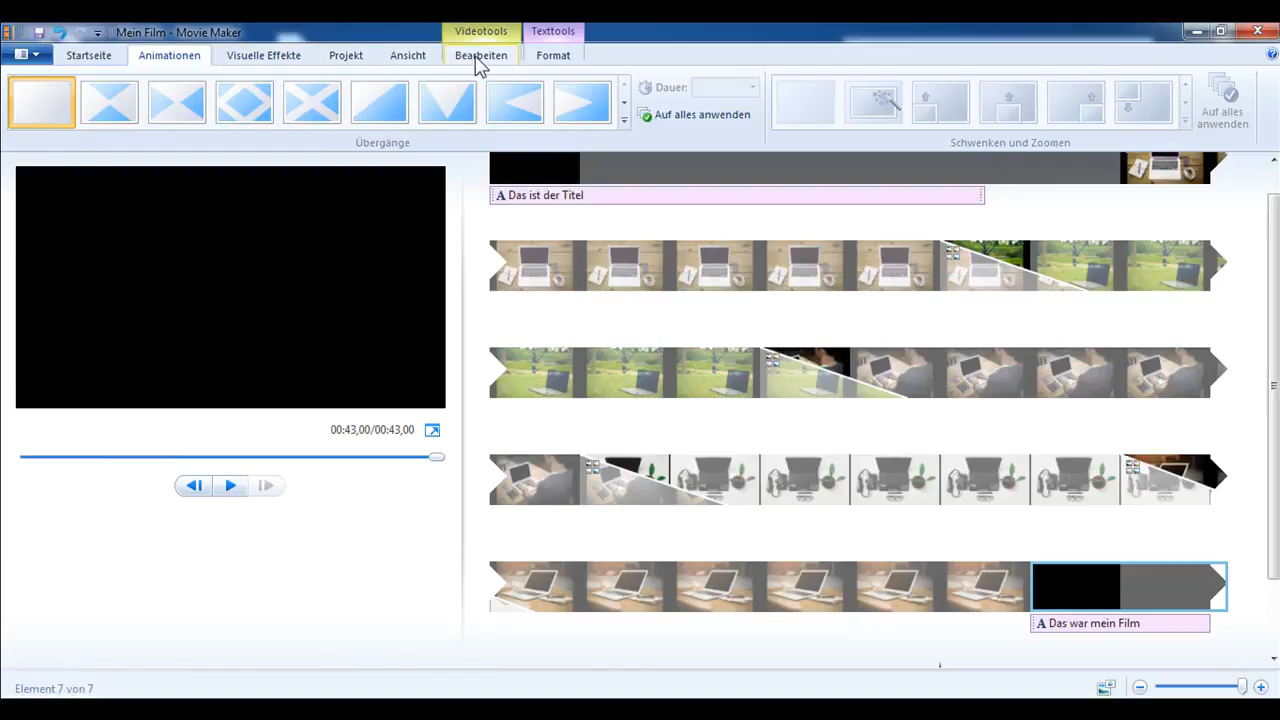 Mein Film - Movie Maker
Videotools
Texttools
Startseite
Animationen
Visuelle Effekte
Projekt
Ansicht
Bearbeiten
Format
Dauer:
Auf alles anwenden
Auf alles
anwenden
Übergänge
Schwenken und Zoomen
A Das ist der Titel
00:43,00/00:43,00
A Das war mein Film
Element 7 von 7